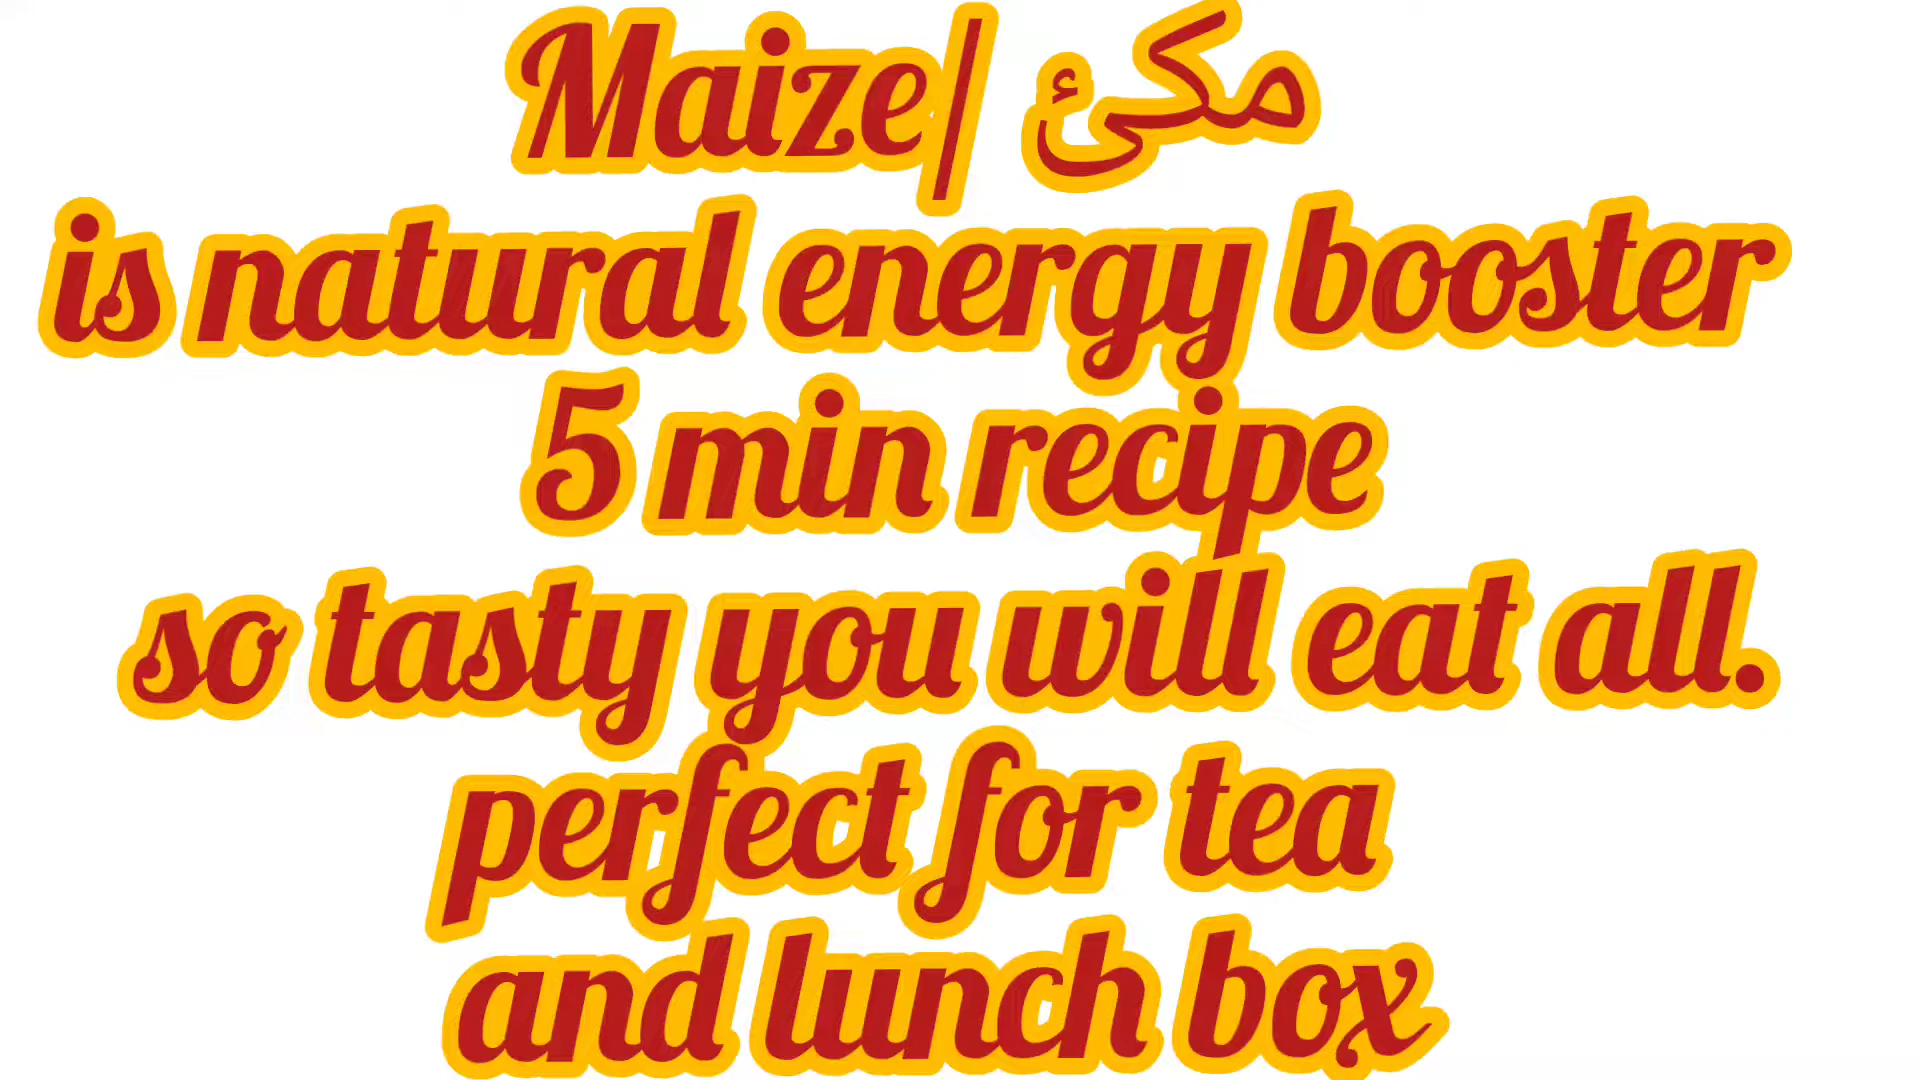 Maize| مکئ
is natural energy booster
5 min recipe
so tasty you will eat all.
perfect for tea
and lunch box